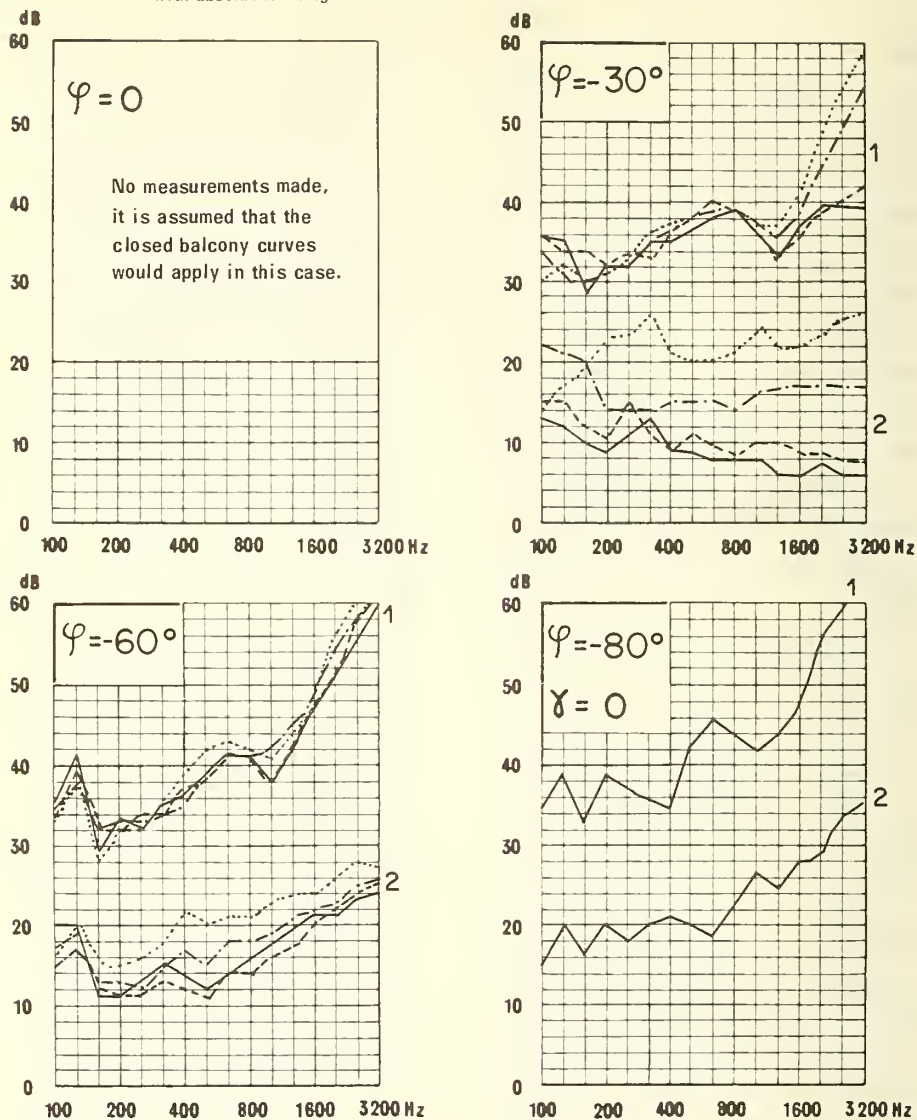 dB
60
50
40
30
20
10
0
φ = 0
No measurements made,
it is assumed that the
closed balcony curves
would apply in this case.
100 200 400 800 1600 3200 Hz
dB
60
50
40
30
20
10
0
φ=-30°
1
2
100 200 400 800 1600 3200 Hz
dB
60
50
40
30
20
10
0
φ=-60°
1
2
100 200 400 800 1600 3200 Hz
dB
60
50
40
30
20
10
0
φ=-80°
γ = 0
1
2
100 200 400 800 1600 3200 Hz